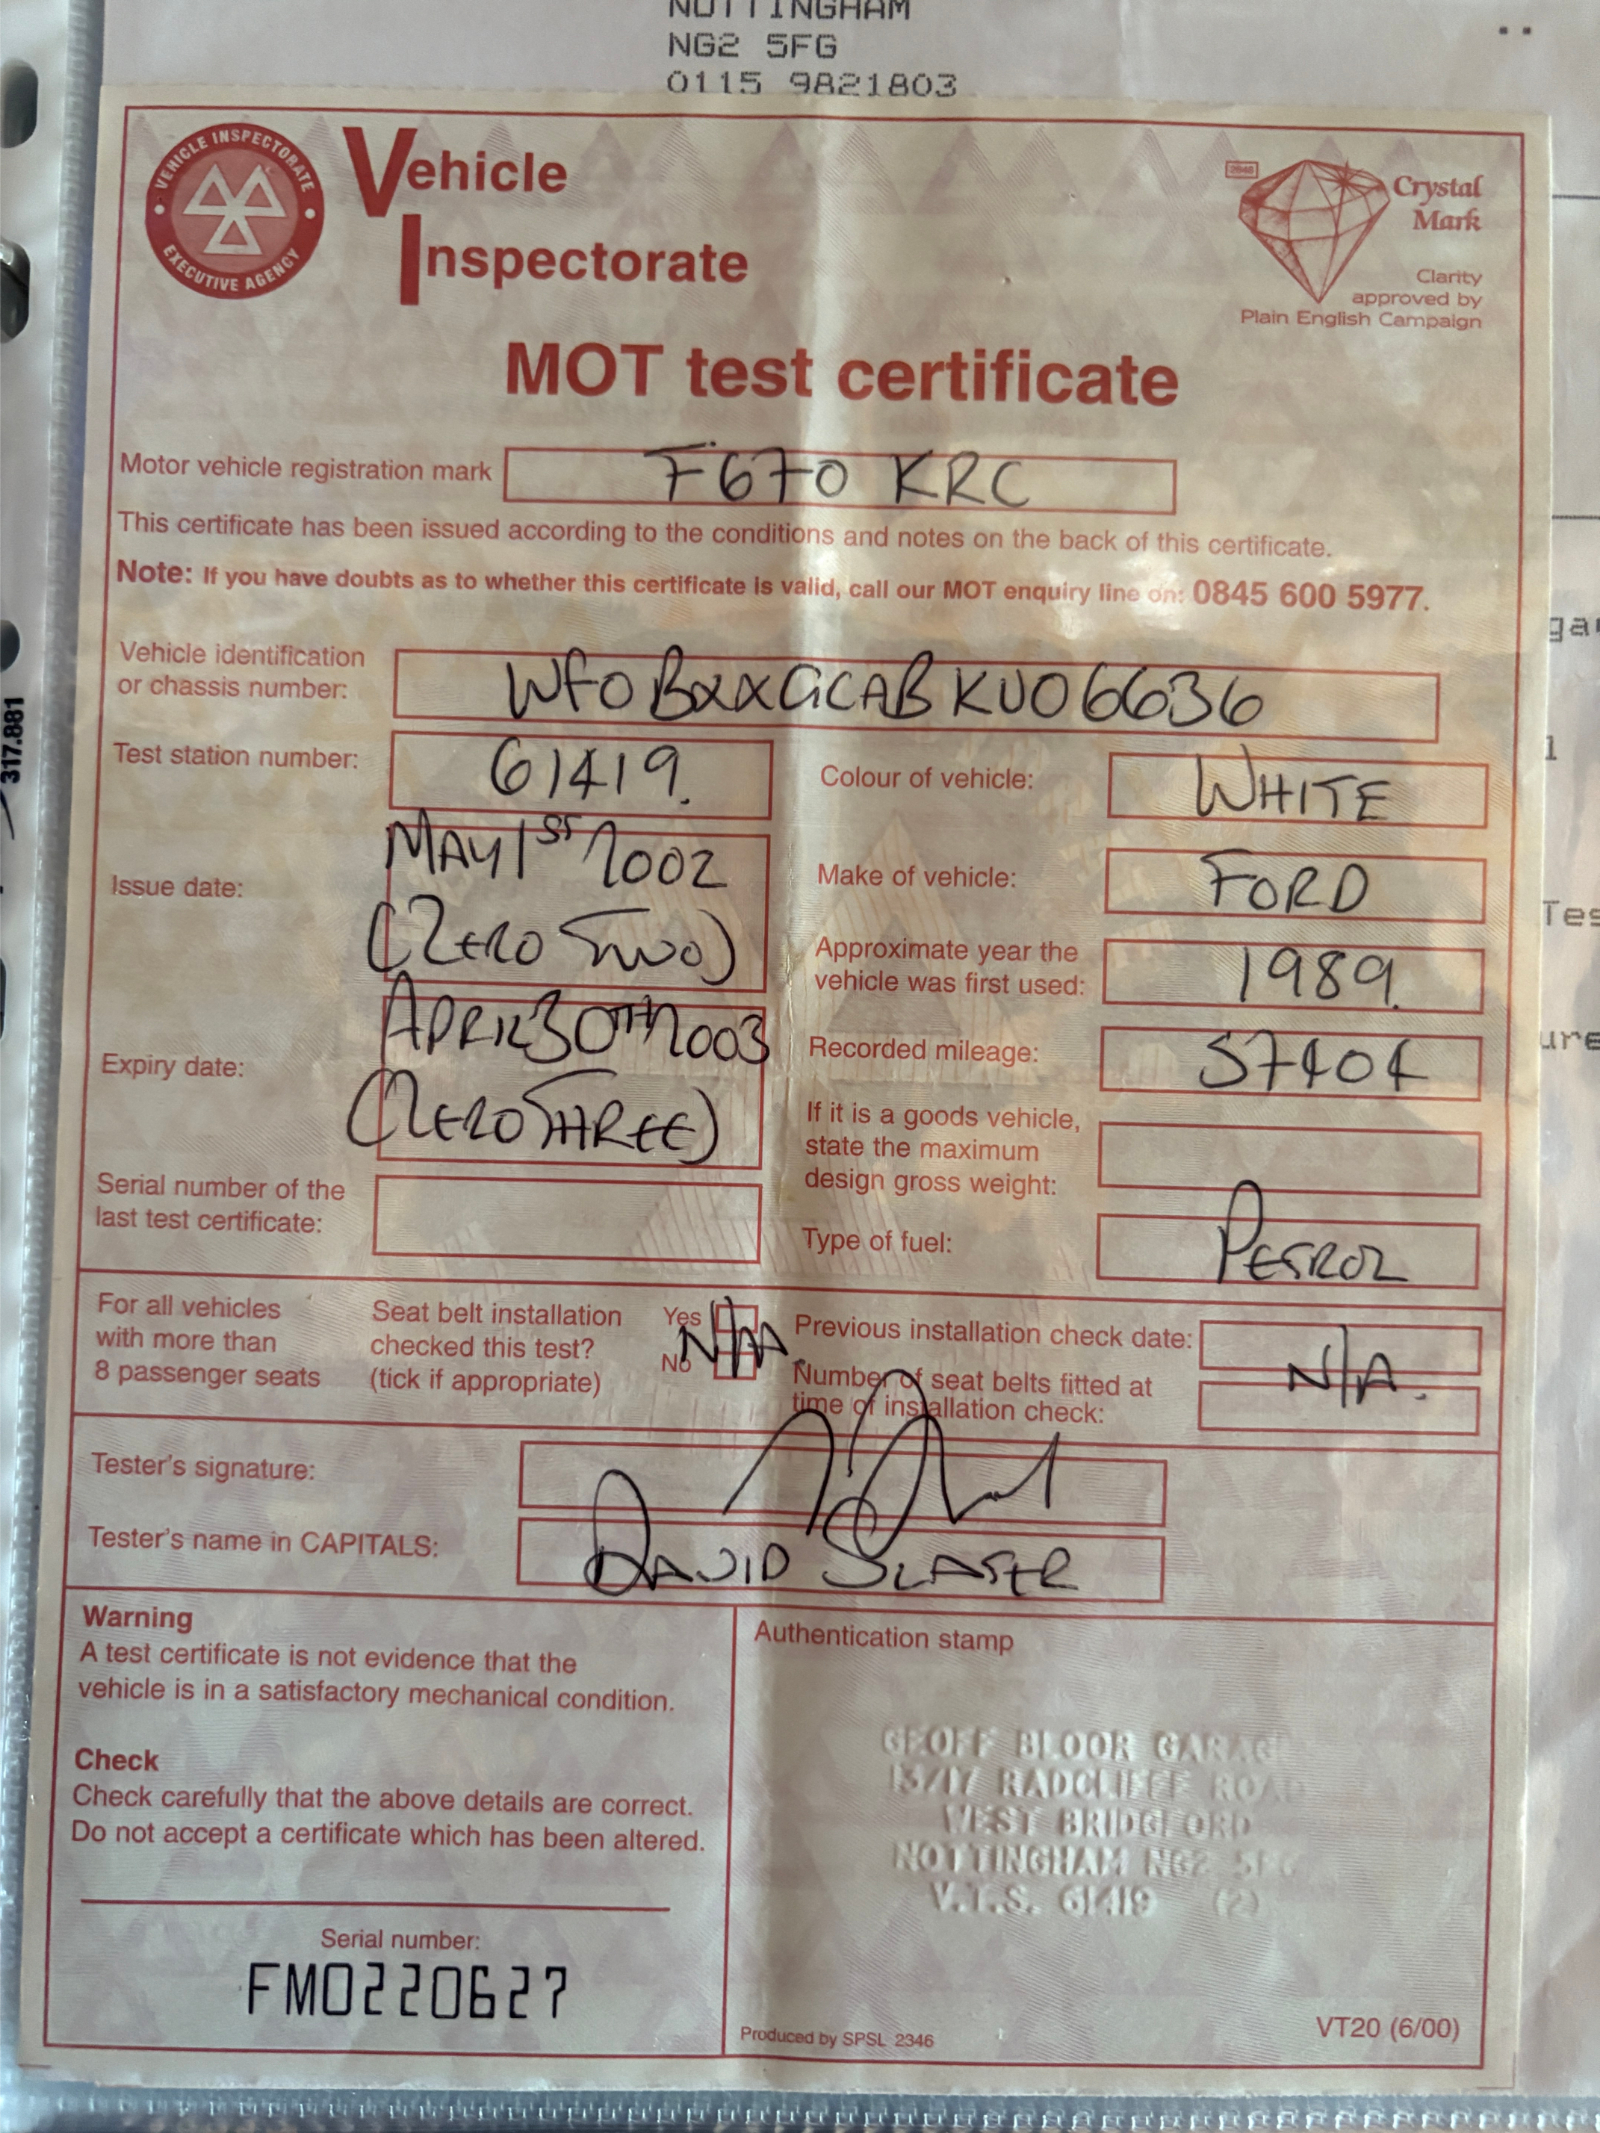 NOTTINGHAM
NG2 5FG
0115 9821803
VEHICLE INSPECTORATE
EXECUTIVE AGENCY
Vehicle
Inspectorate
Crystal
Mark
Clarity
approved by
Plain English Campaign
MOT test certificate
Motor vehicle registration mark F670 KRC
This certificate has been issued according to the conditions and notes on the back of this certificate.
Note: If you have doubts as to whether this certificate is valid, call our MOT enquiry line on: 0845 600 5977.
Vehicle identification
or chassis number: WF0BXXGCABKU06636
317.881
Test station number: 61419.
Colour of vehicle: WHITE
Issue date: MAY 1ST 2002
(ZERO TWO)
Make of vehicle: FORD
Approximate year the
vehicle was first used: 1989.
Expiry date: APRIL 30TH 2003
(ZERO THREE)
Recorded mileage: 57404
If it is a goods vehicle,
state the maximum
design gross weight:
Serial number of the
last test certificate:
Type of fuel: PETROL
For all vehicles
with more than
8 passenger seats
Seat belt installation
checked this test?
(tick if appropriate)
Yes
No
N/A
Previous installation check date:
Number of seat belts fitted at
time of installation check:
N/A.
Tester's signature:
Tester's name in CAPITALS: DAVID SLATER
Warning
A test certificate is not evidence that the
vehicle is in a satisfactory mechanical condition.
Check
Check carefully that the above details are correct.
Do not accept a certificate which has been altered.
Serial number:
FM0220627
Authentication stamp
GEOFF BLOOR GARAGE
13/17 RADCLIFFE ROAD
WEST BRIDGFORD
NOTTINGHAM NG2 5FG
V.T.S. 61419 (2)
Produced by SPSL 2346
VT20 (6/00)